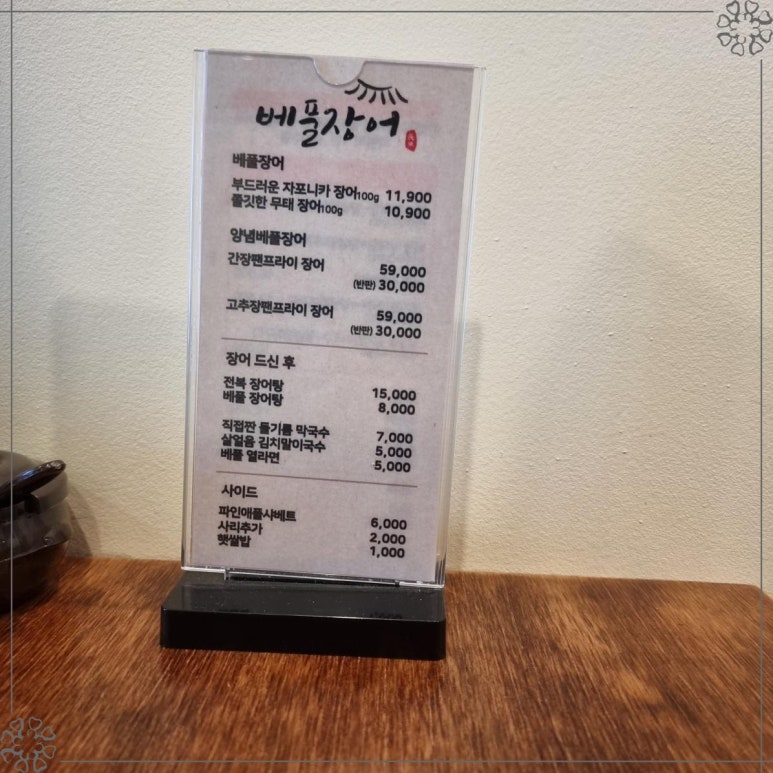 베풀장어
베풀장어
부드러운 자포니카 장어100g 11,900
쫄깃한 무태 장어100g 10,900
양념베풀장어
간장팬프라이 장어 59,000
(반판) 30,000
고추장팬프라이 장어 59,000
(반판) 30,000
장어 드신 후
전복 장어탕 15,000
베풀 장어탕 8,000
직접짠 들기름 막국수 7,000
살얼음 김치말이국수 5,000
베풀 열라면 5,000
사이드
파인애플샤베트 6,000
사리추가 2,000
햇쌀밥 1,000